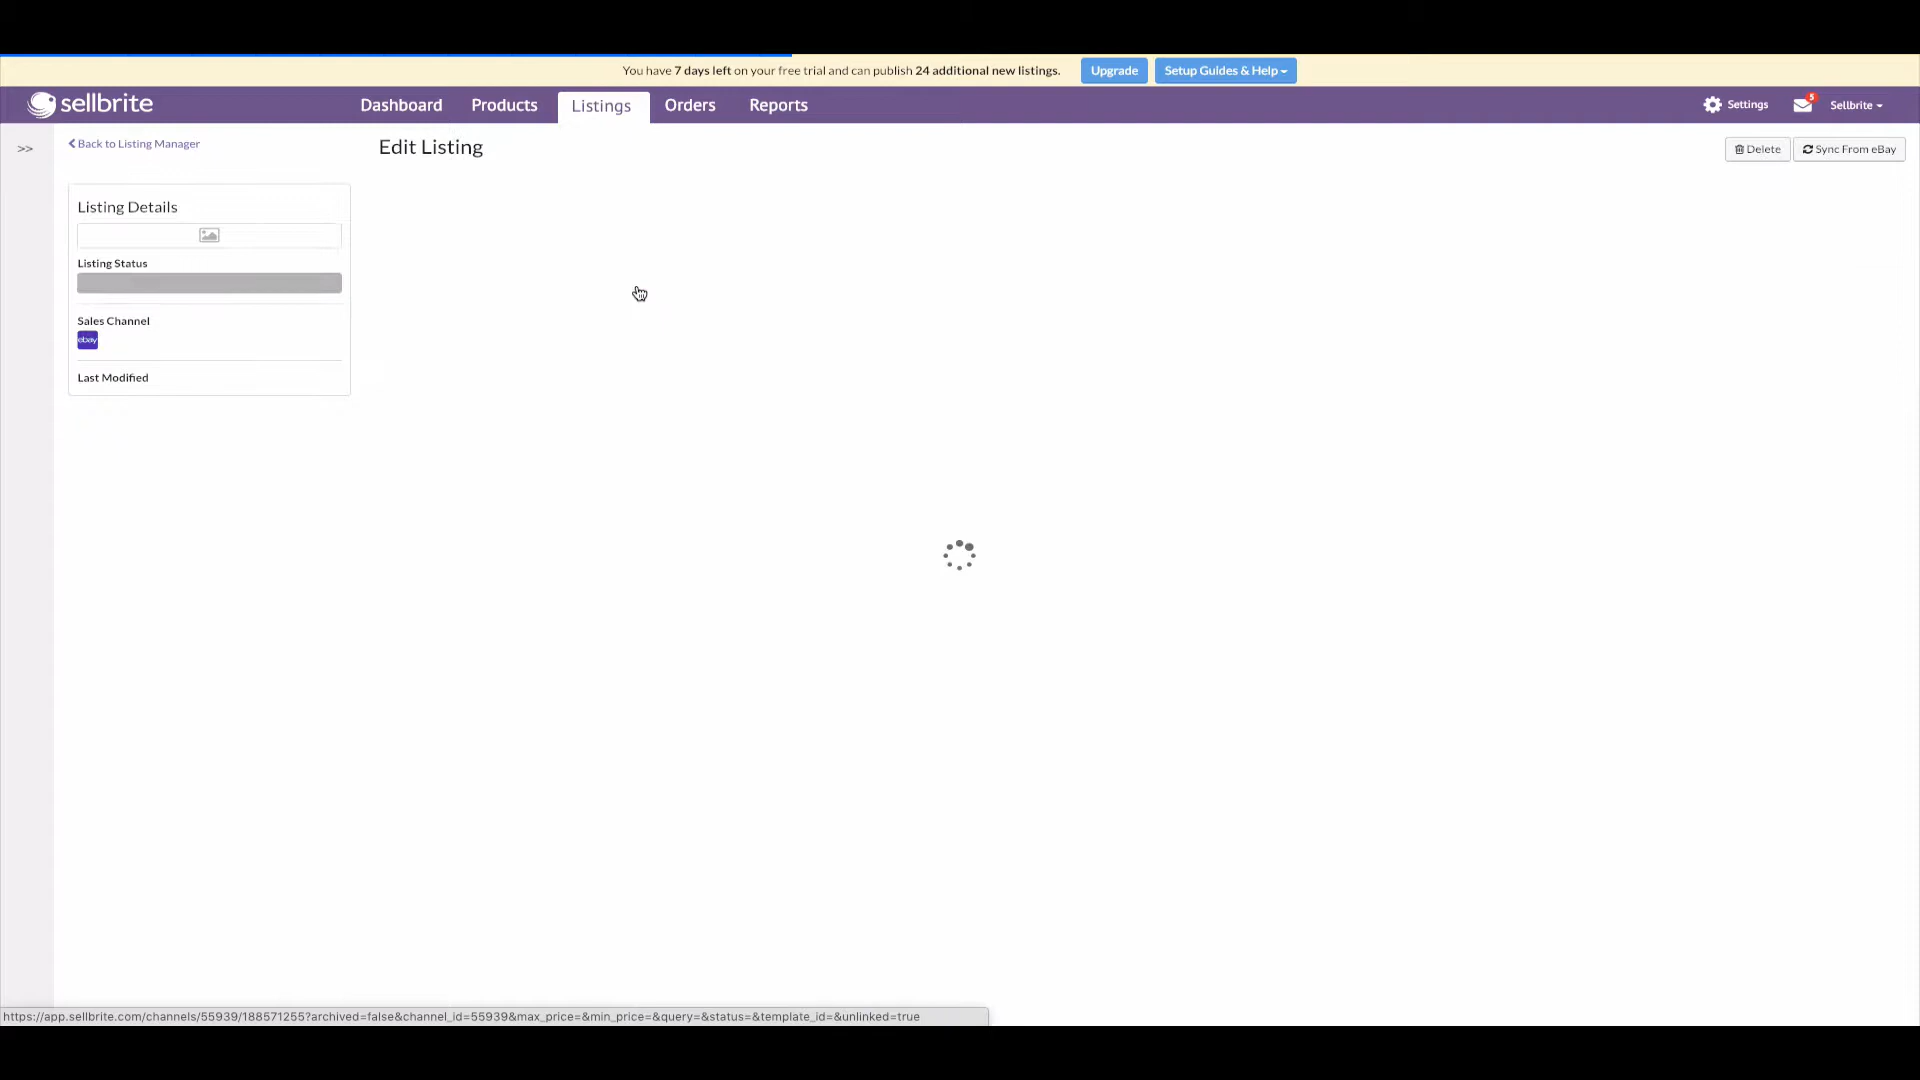 You have 7 days left on your free trial and can publish 24 additional new listings. Upgrade Setup Guides & Help
sellbrite Dashboard Products Listings Orders Reports Settings 5 Sellbrite
>> Back to Listing Manager Edit Listing Delete Sync From eBay
Listing Details
Listing Status
Sales Channel
ebay
Last Modified
https://app.sellbrite.com/channels/55939/188571255?archived=false&channel_id=55939&max_price=&min_price=&query=&status=&template_id=&unlinked=true